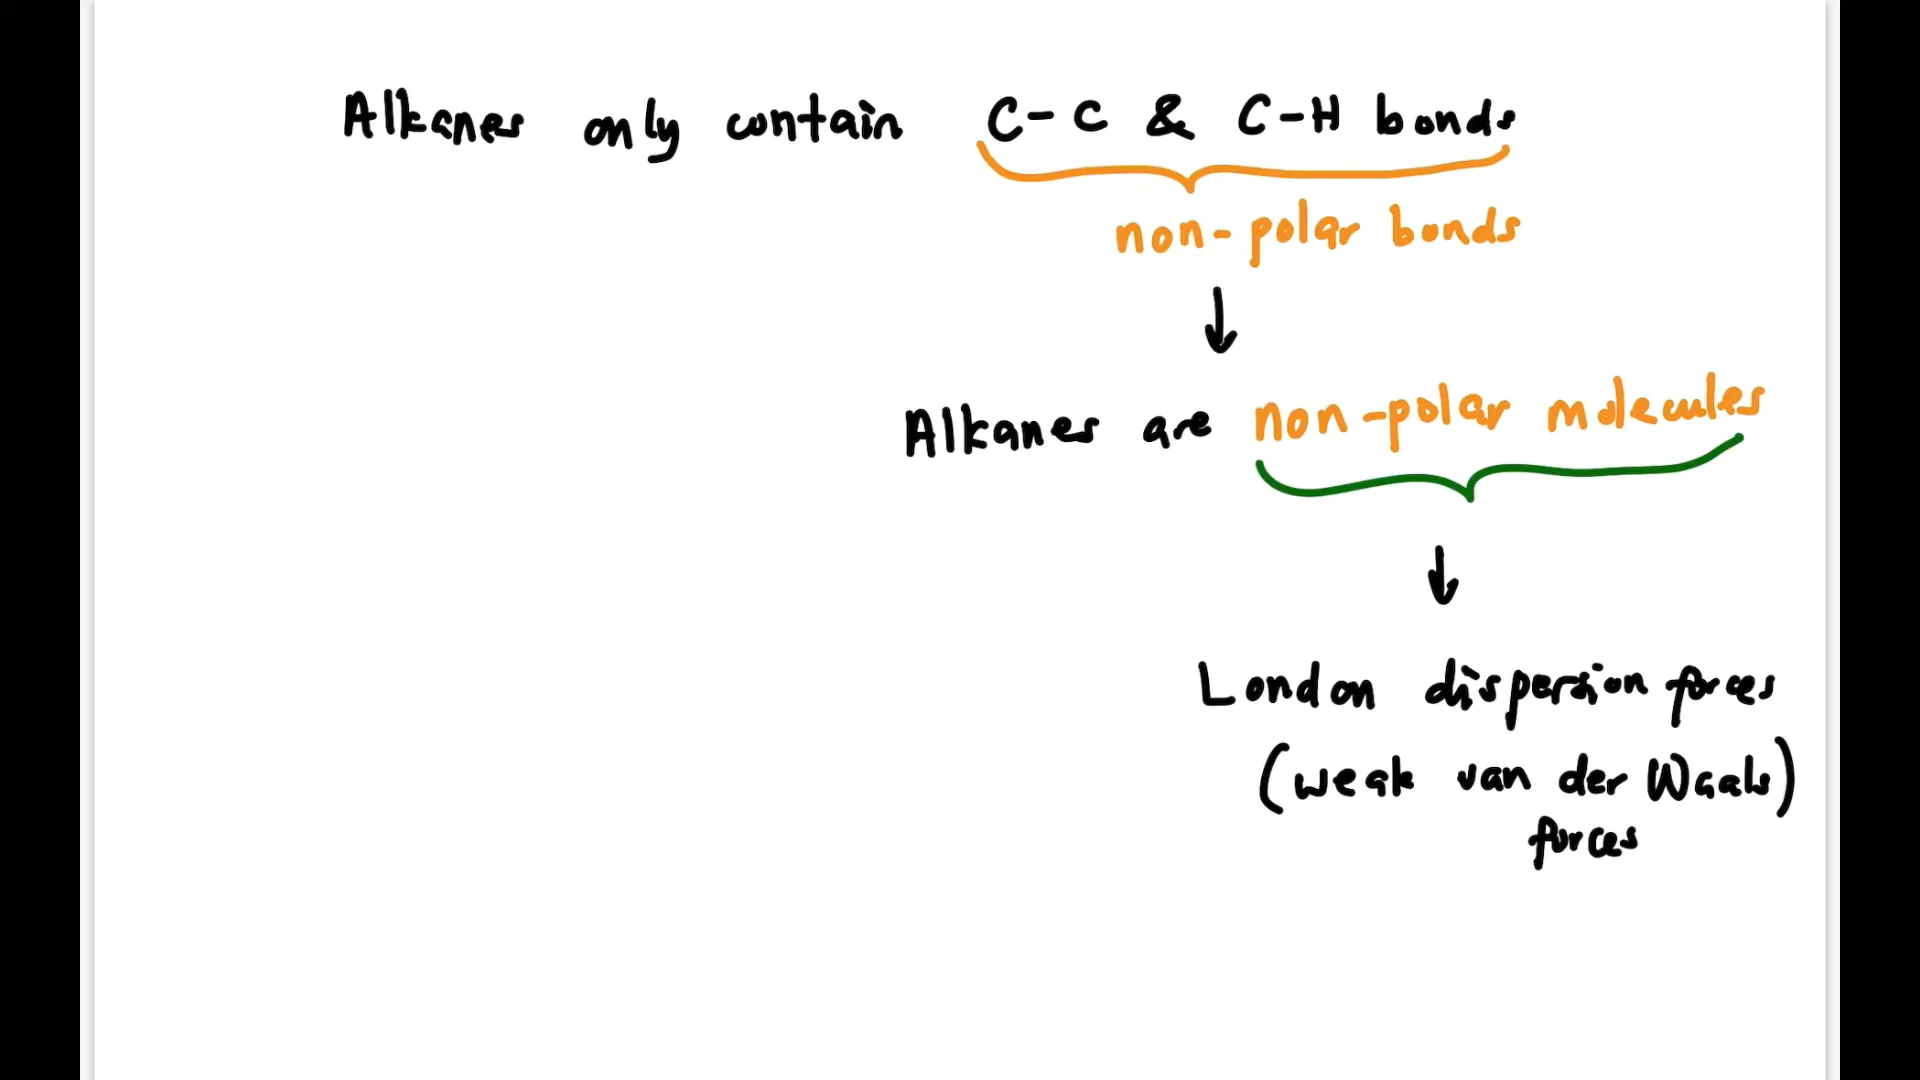 Alkanes only contain C-C & C-H bonds
non-polar bonds
↓
Alkanes are non-polar molecules
↓
London dispersion forces
(weak van der Waals)
forces